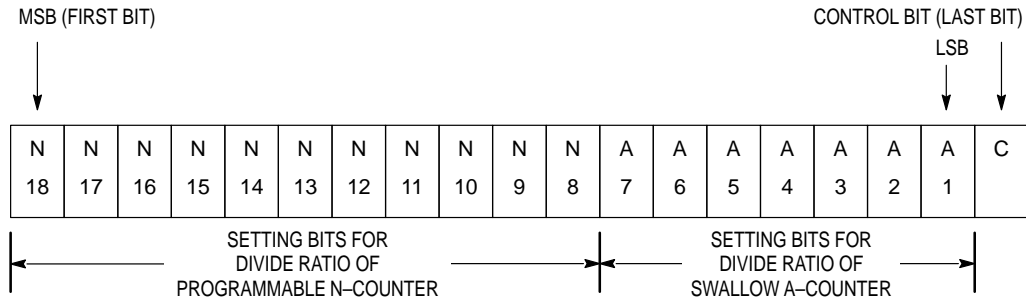 MSB (FIRST BIT)
CONTROL BIT (LAST BIT)
LSB
N N N N N N N N N N N A A A A A A A C
18 17 16 15 14 13 12 11 10 9 8 7 6 5 4 3 2 1
SETTING BITS FOR
DIVIDE RATIO OF
PROGRAMMABLE N–COUNTER
SETTING BITS FOR
DIVIDE RATIO OF
SWALLOW A–COUNTER